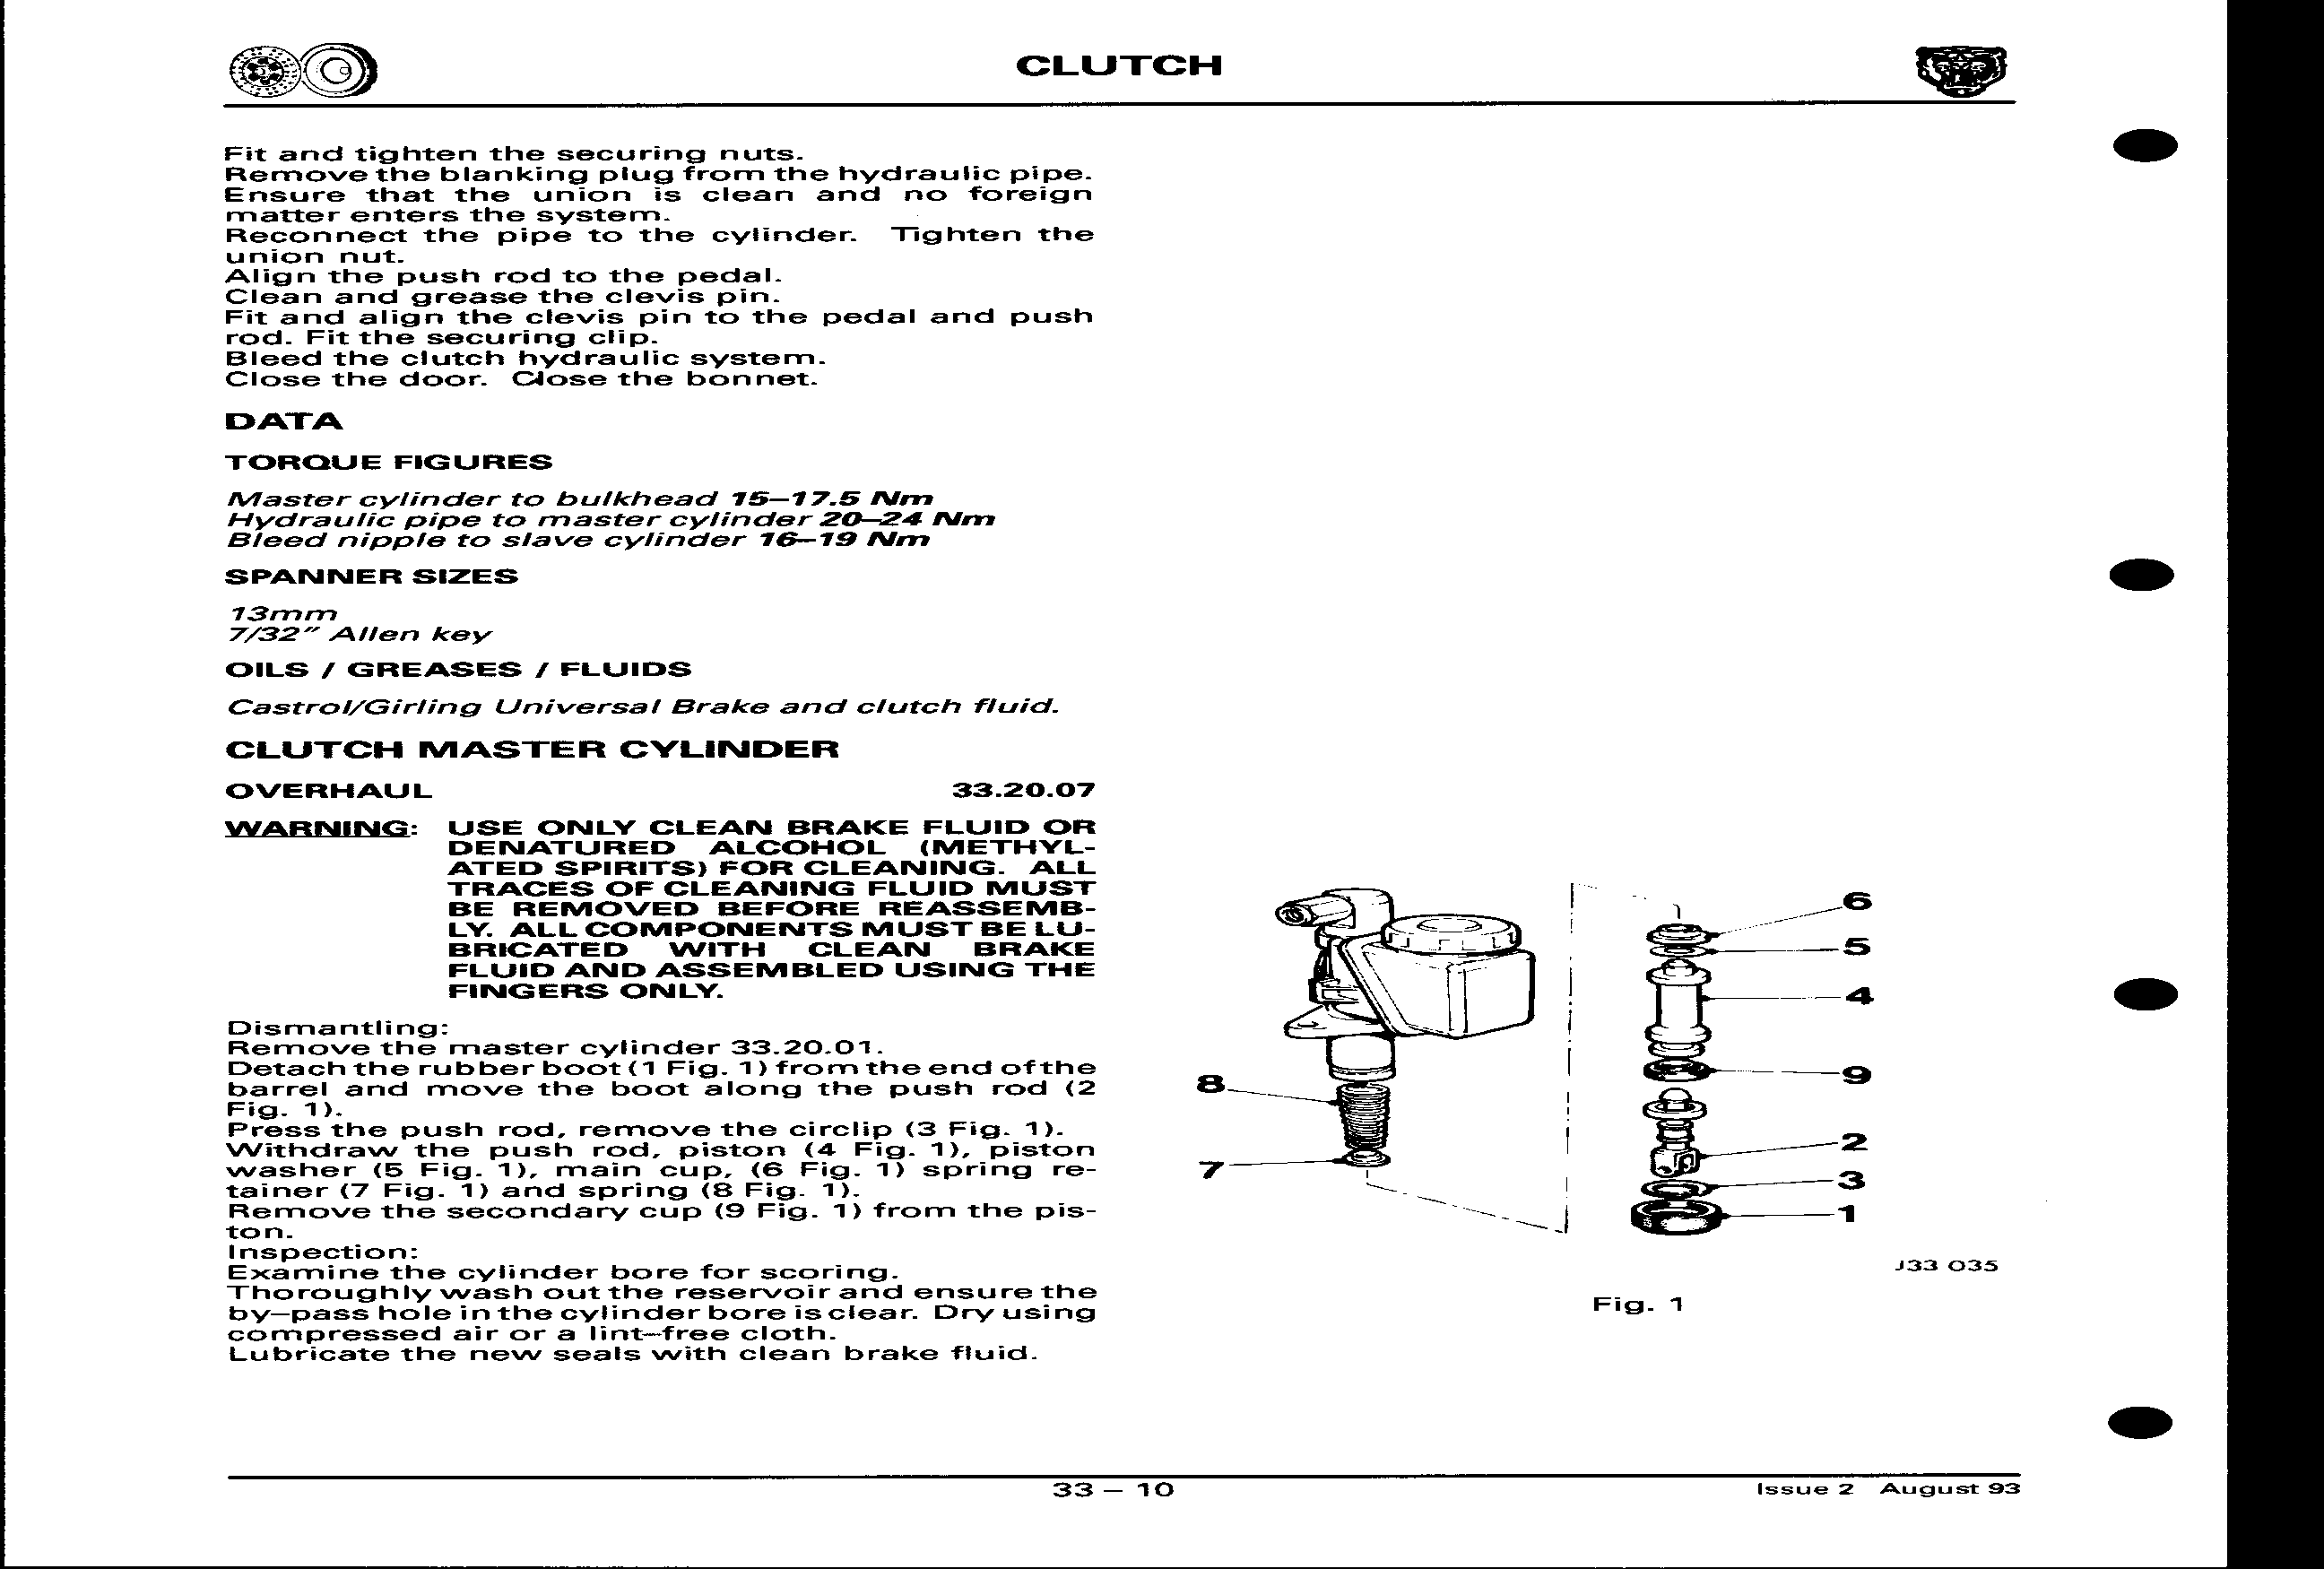 CLUTCH
Fit and tighten the securing nuts.
Remove the blanking plug from the hydraulic pipe.
Ensure that the union is clean and no foreign
matter enters the system.
Reconnect the pipe to the cylinder. Tighten the
union nut.
Align the push rod to the pedal.
Clean and grease the clevis pin.
Fit and align the clevis pin to the pedal and push
rod. Fit the securing clip.
Bleed the clutch hydraulic system.
Close the door. Close the bonnet.
DATA
TORQUE FIGURES
Master cylinder to bulkhead 15–17.5 Nm
Hydraulic pipe to master cylinder 20–24 Nm
Bleed nipple to slave cylinder 16–19 Nm
SPANNER SIZES
13mm
7/32" Allen key
OILS / GREASES / FLUIDS
Castrol/Girling Universal Brake and clutch fluid.
CLUTCH MASTER CYLINDER
OVERHAUL 33.20.07
WARNING: USE ONLY CLEAN BRAKE FLUID OR
DENATURED ALCOHOL (METHYL-
ATED SPIRITS) FOR CLEANING. ALL
TRACES OF CLEANING FLUID MUST
BE REMOVED BEFORE REASSEMB-
LY. ALL COMPONENTS MUST BE LU-
BRICATED WITH CLEAN BRAKE
FLUID AND ASSEMBLED USING THE
FINGERS ONLY.
Dismantling:
Remove the master cylinder 33.20.01.
Detach the rubber boot (1 Fig. 1) from the end of the
barrel and move the boot along the push rod (2
Fig. 1).
Press the push rod, remove the circlip (3 Fig. 1).
Withdraw the push rod, piston (4 Fig. 1), piston
washer (5 Fig. 1), main cup, (6 Fig. 1) spring re-
tainer (7 Fig. 1) and spring (8 Fig. 1).
Remove the secondary cup (9 Fig. 1) from the pis-
ton.
Inspection:
Examine the cylinder bore for scoring.
Thoroughly wash out the reservoir and ensure the
by–pass hole in the cylinder bore is clear. Dry using
compressed air or a lint–free cloth.
Lubricate the new seals with clean brake fluid.
6
5
4
9
8
2
7
3
1
J33 035
Fig. 1
33 – 10
Issue 2 August 93